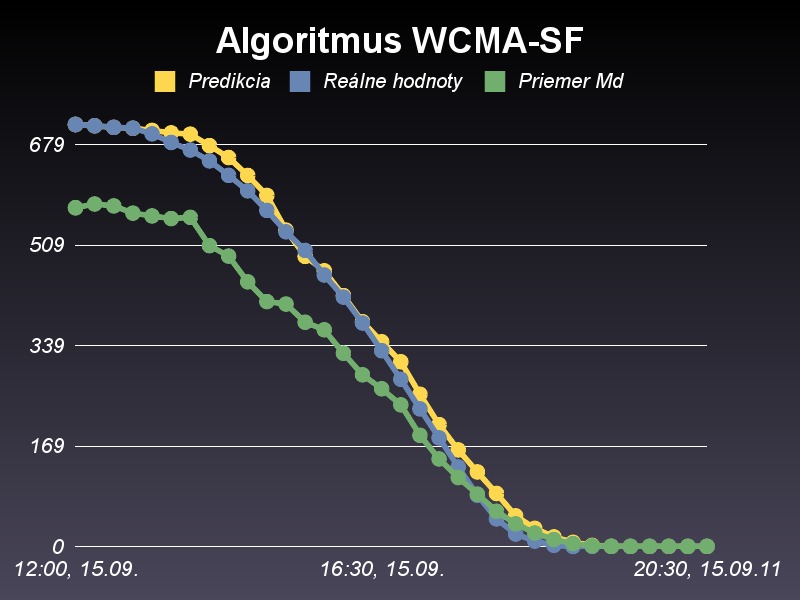 Algoritmus WCMA-SF
Predikcia Reálne hodnoty Priemer Md
679
509
339
169
0
12:00, 15.09. 16:30, 15.09. 20:30, 15.09.11